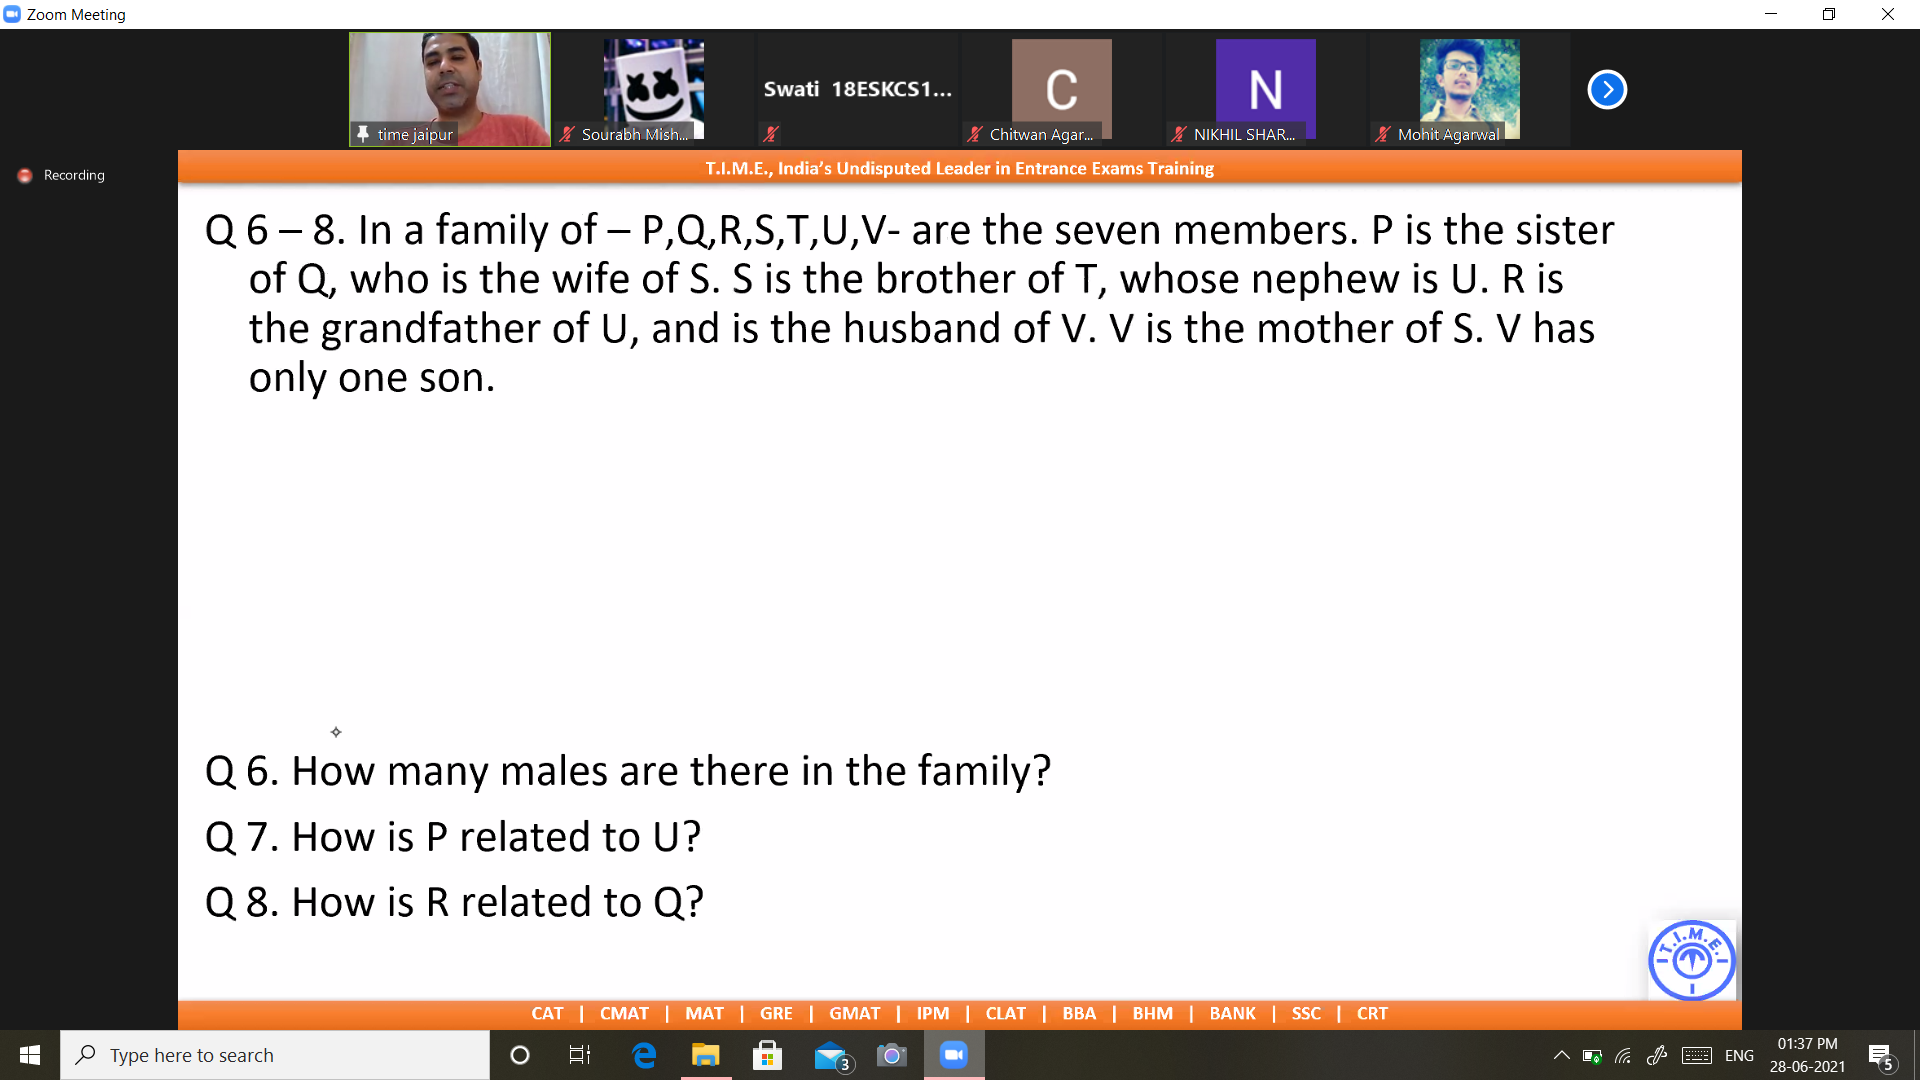 Zoom Meeting
Swati 18ESKCS1...
C
N
time jaipur
Sourabh Mish...
Chitwan Agar...
NIKHIL SHAR...
Mohit Agarwal
Recording
T.I.M.E., India's Undisputed Leader in Entrance Exams Training
Q 6 – 8. In a family of – P,Q,R,S,T,U,V- are the seven members. P is the sister
of Q, who is the wife of S. S is the brother of T, whose nephew is U. R is
the grandfather of U, and is the husband of V. V is the mother of S. V has
only one son.
Q 6. How many males are there in the family?
Q 7. How is P related to U?
Q 8. How is R related to Q?
T.I.M.E.
CAT | CMAT | MAT | GRE | GMAT | IPM | CLAT | BBA | BHM | BANK | SSC | CRT
Type here to search
3
ENG
01:37 PM
28-06-2021
5